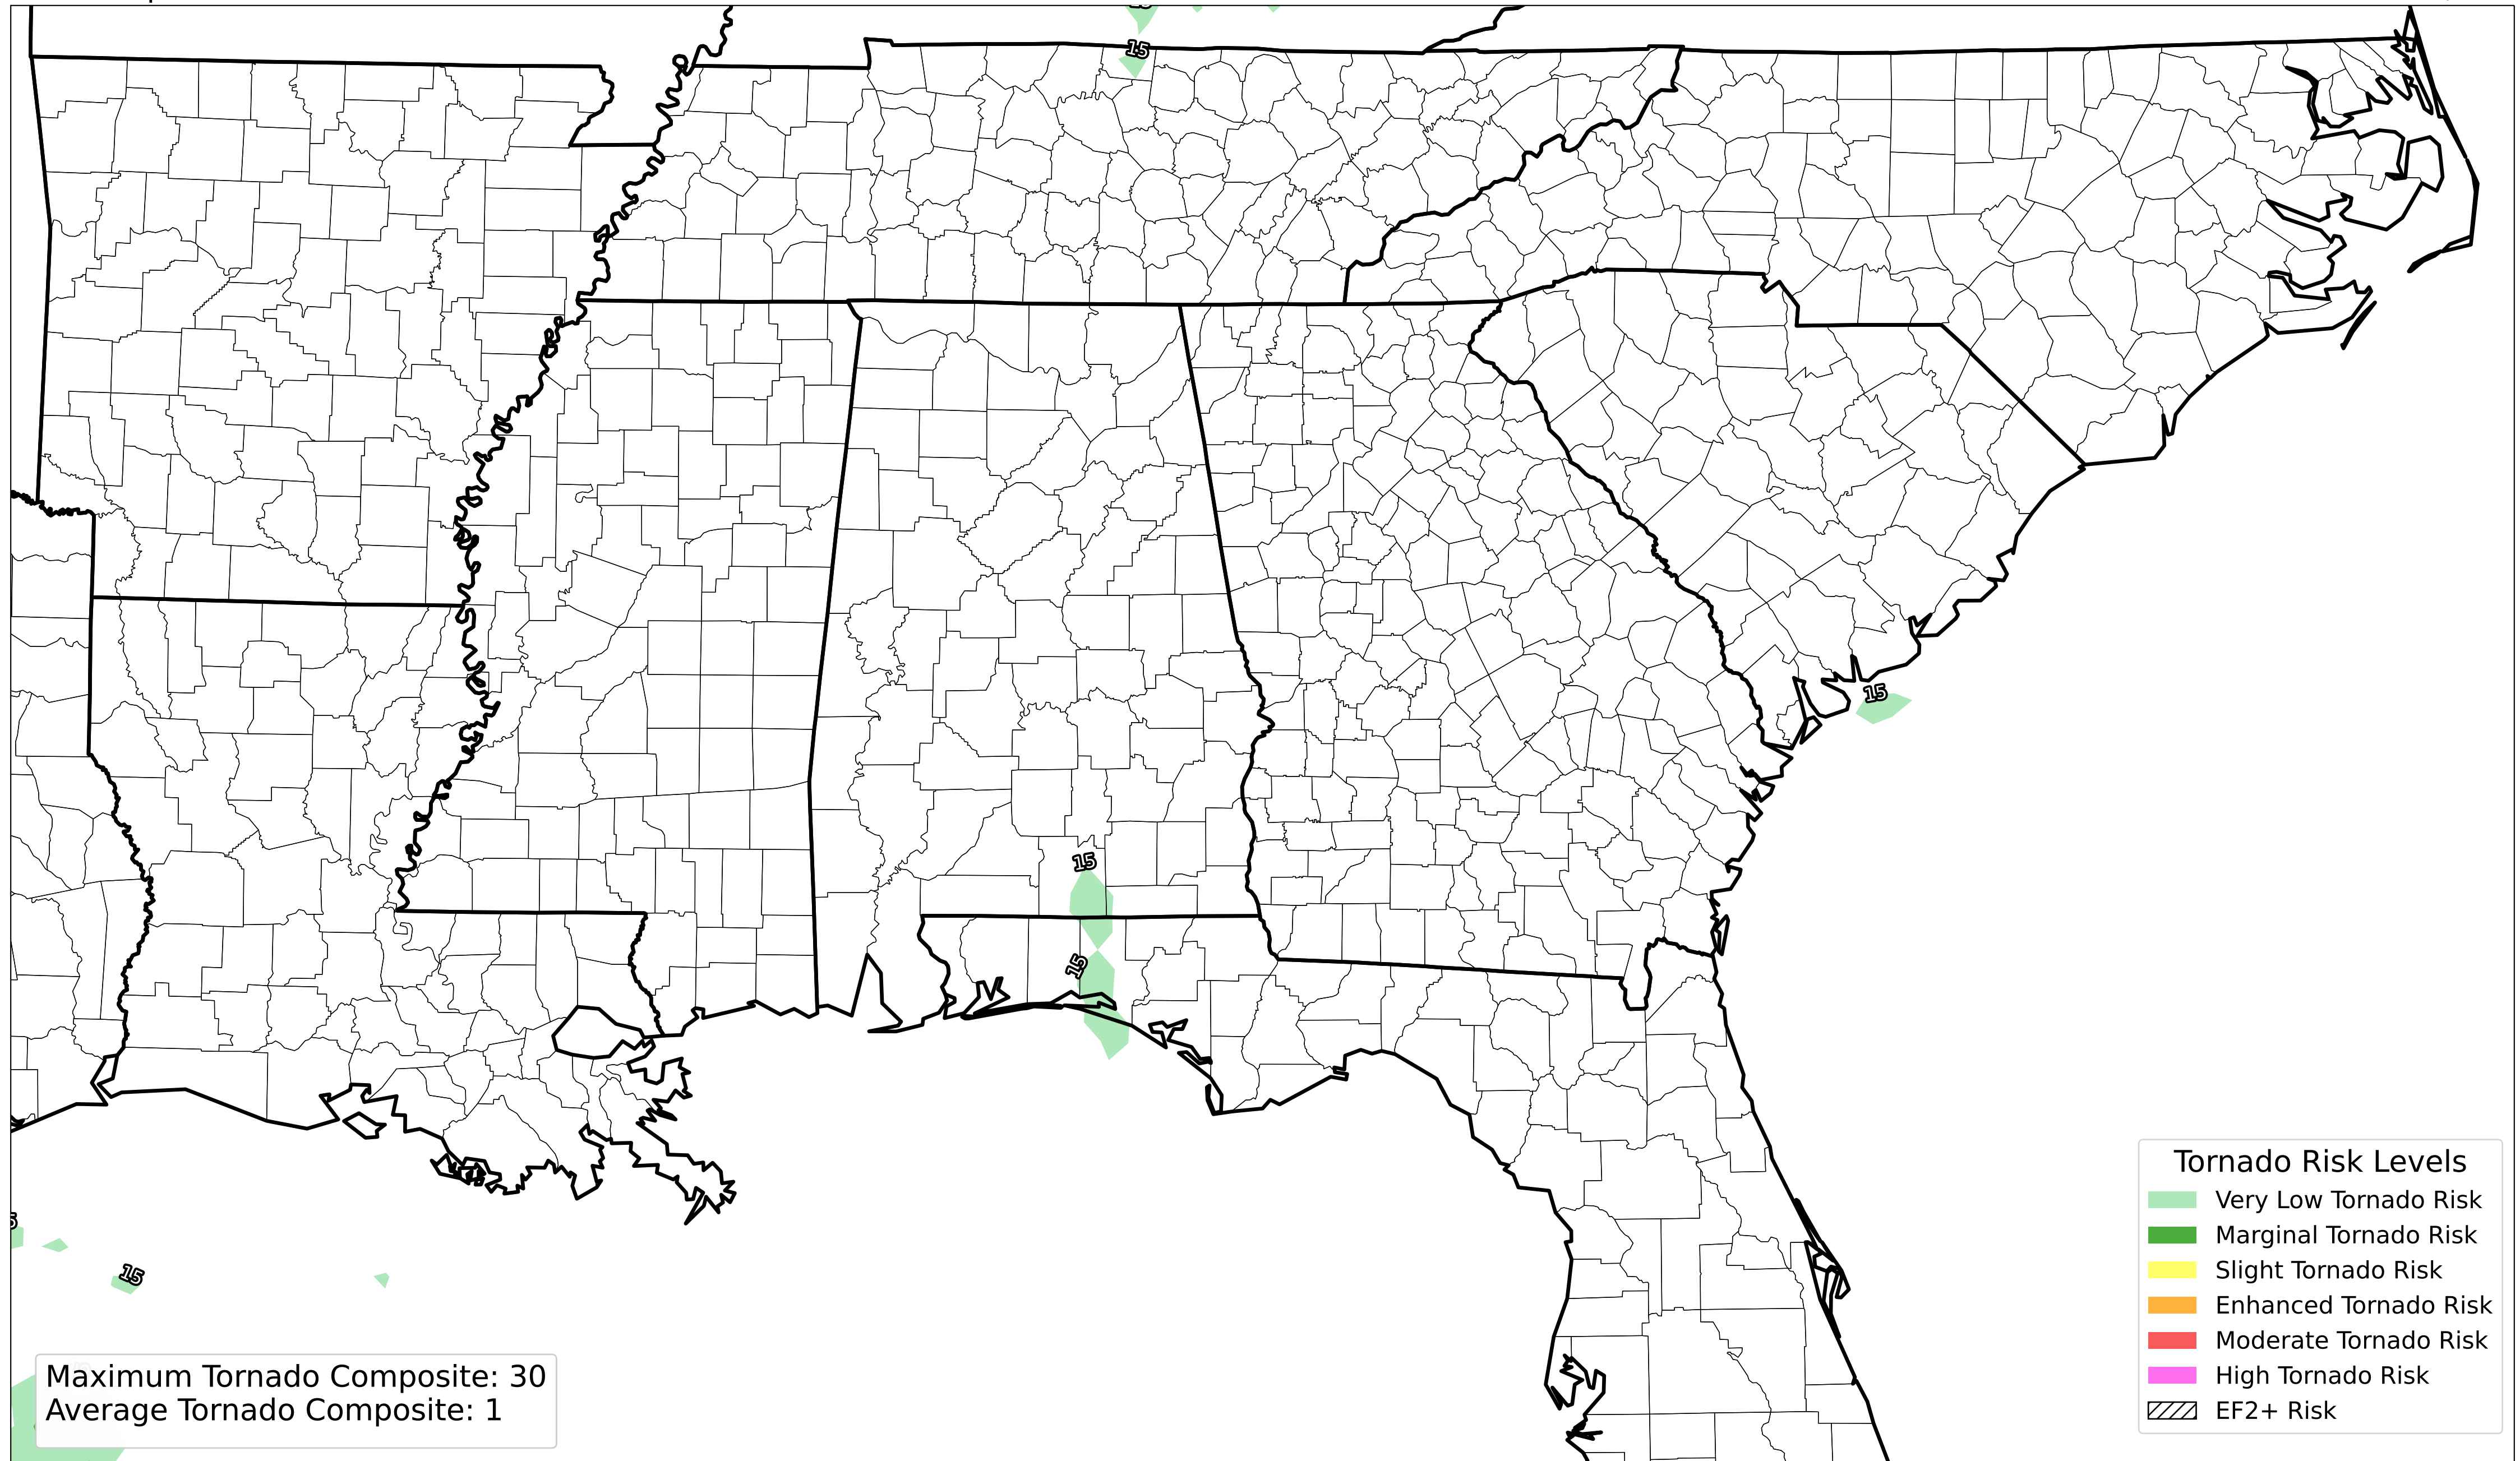 15
15
15
15
15
Tornado Risk Levels
Very Low Tornado Risk
Marginal Tornado Risk
Slight Tornado Risk
Enhanced Tornado Risk
Moderate Tornado Risk
High Tornado Risk
EF2+ Risk
Maximum Tornado Composite: 30
Average Tornado Composite: 1